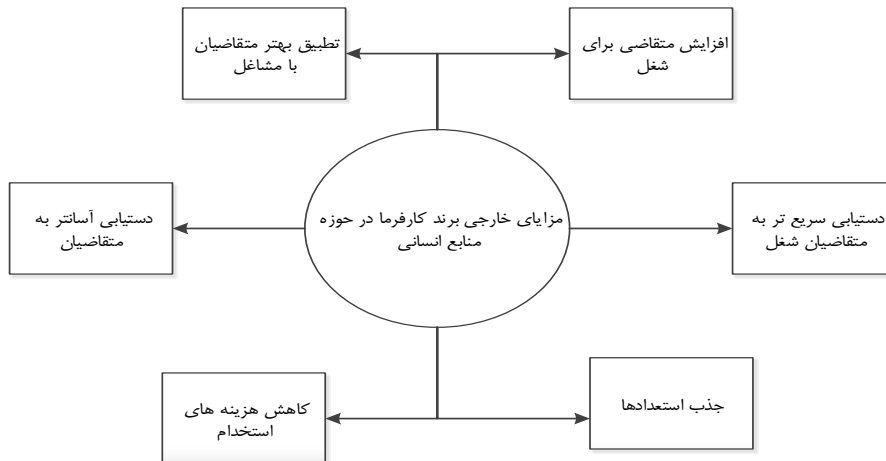 افزایش متقاضی برای
شغل
تطبیق بهتر متقاضیان
با مشاغل
مزایای خارجی برند کارفرما در حوزه
منابع انسانی
دستیابی سریع تر به
متقاضیان شغل
دستیابی آسانتر به
متقاضیان
جذب استعدادها
کاهش هزینه های
استخدام